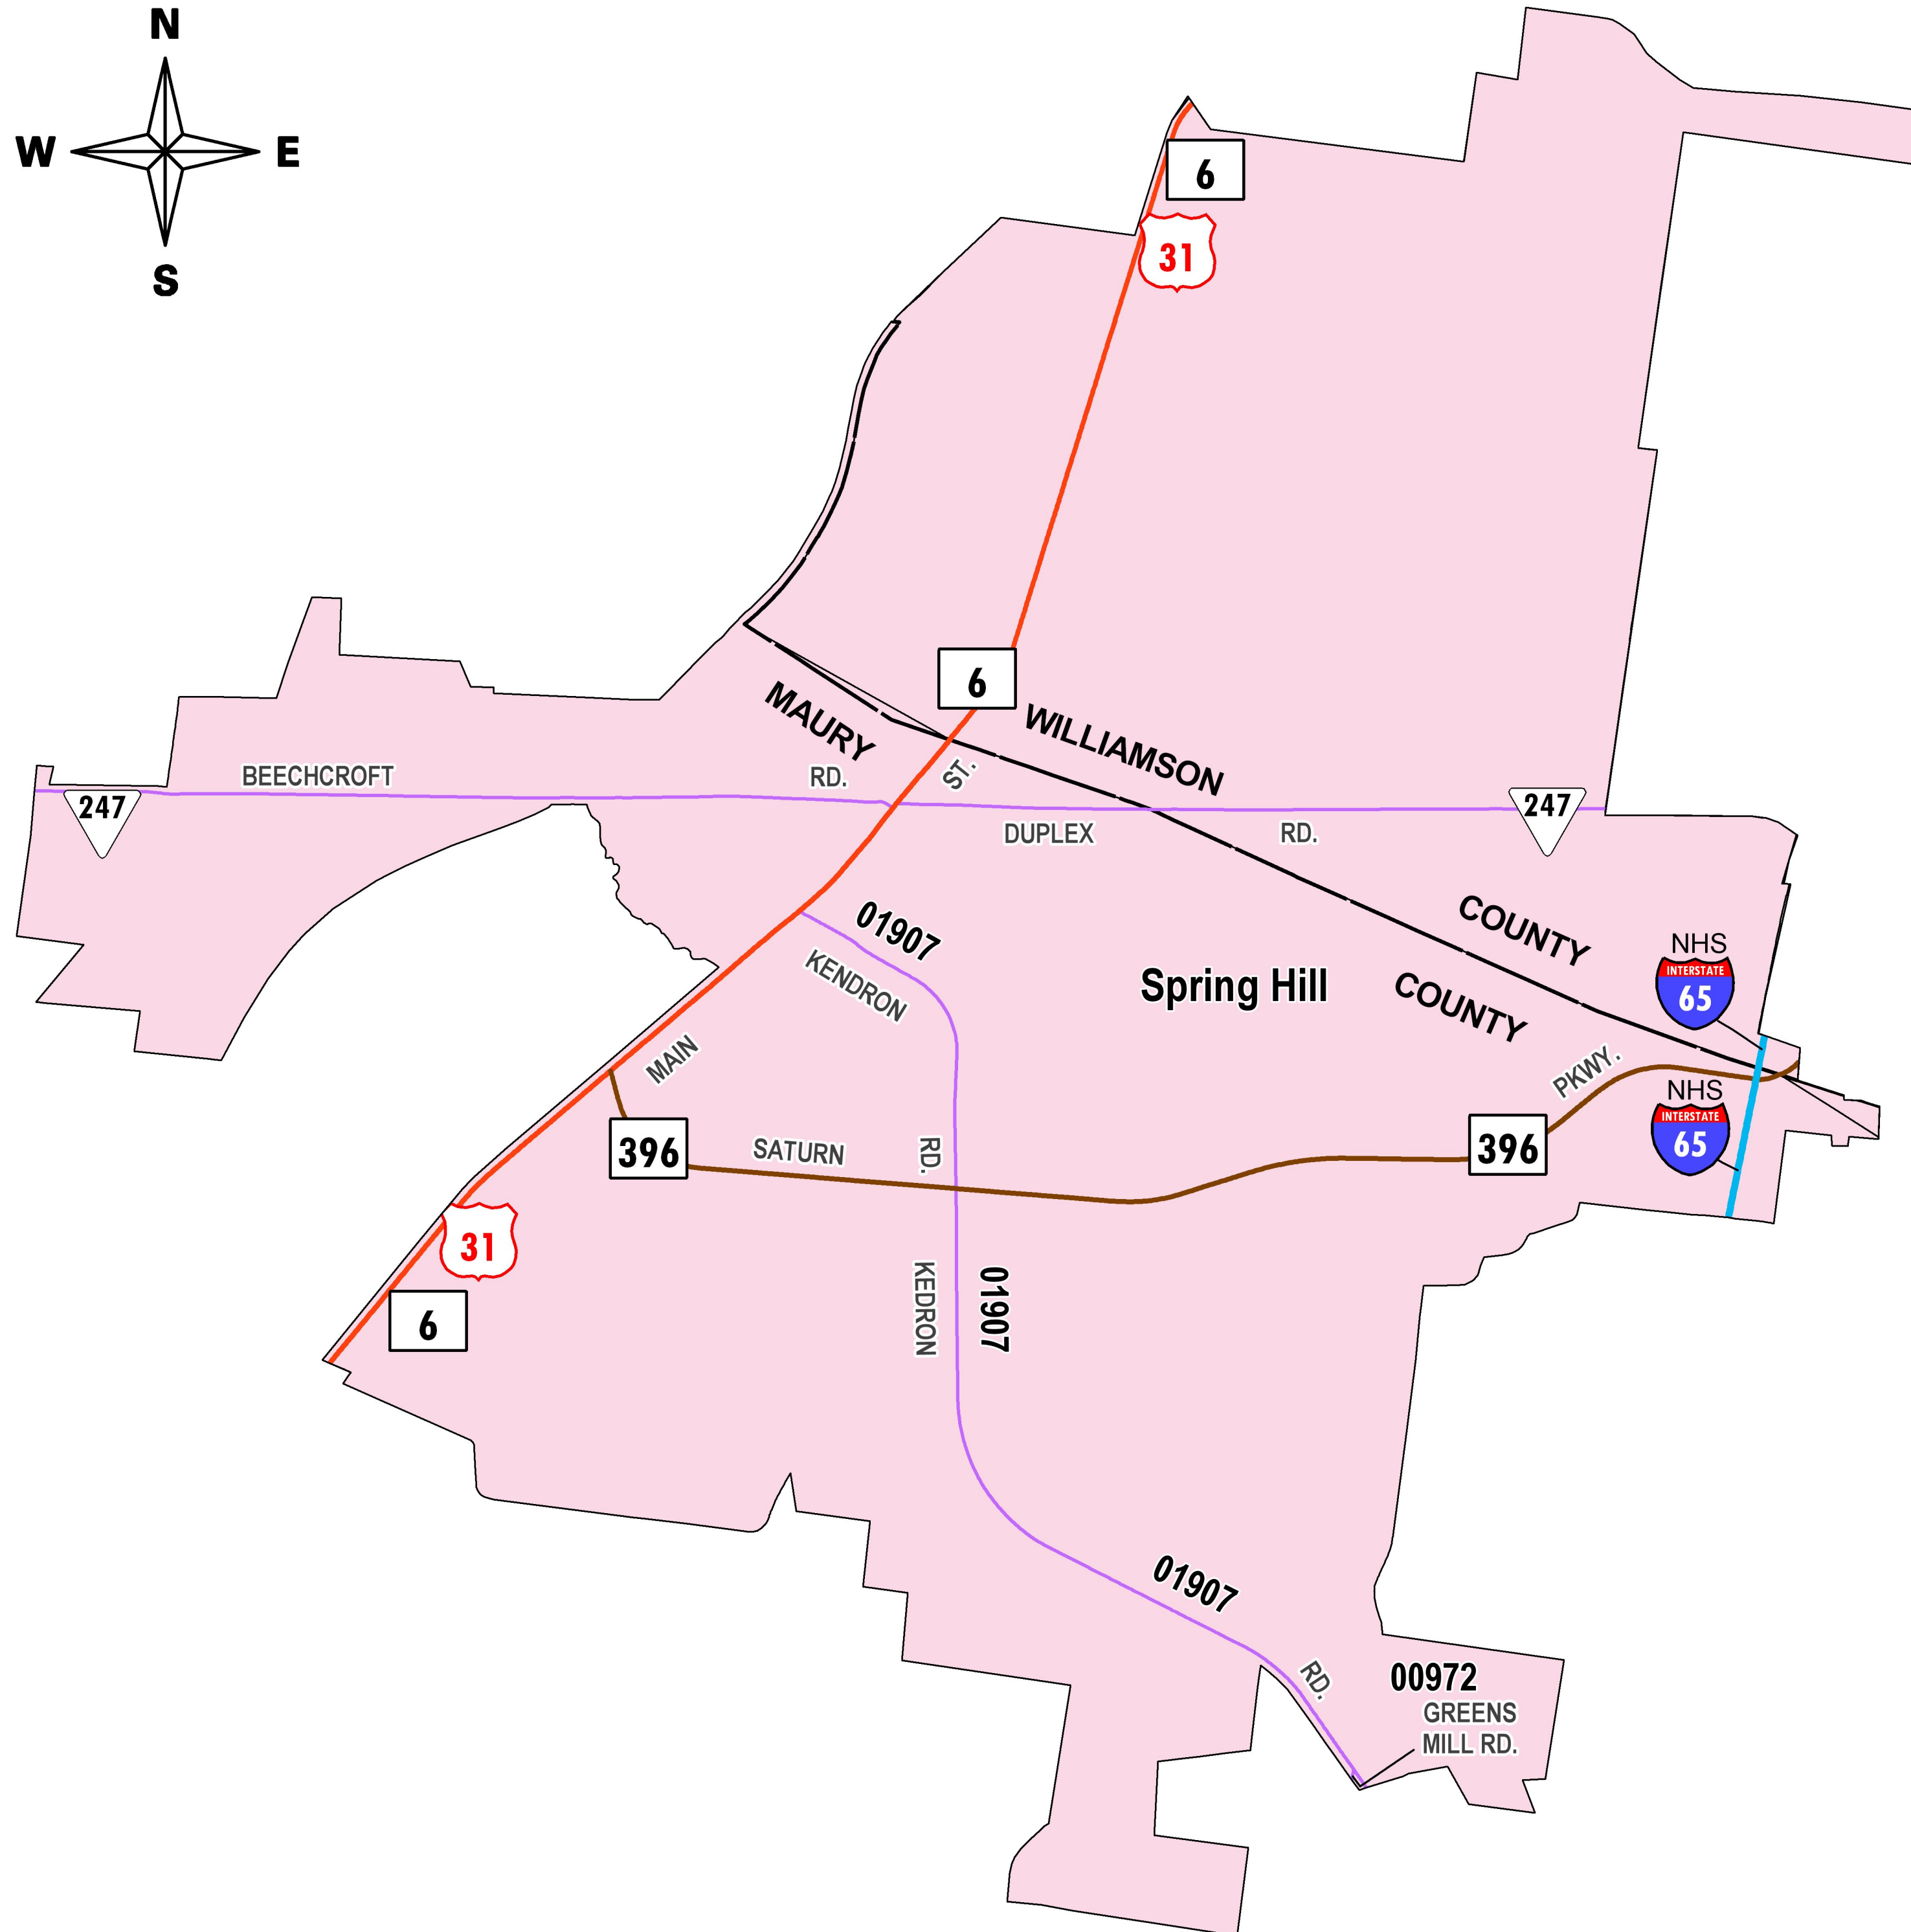 N
W
E
S
6
31
6
MAURY
WILLIAMSON
BEECHCROFT
RD.
ST.
247
247
DUPLEX
RD.
01907
KENDRON
Spring Hill
COUNTY
COUNTY
NHS
INTERSTATE
65
MAIN
PKWY.
NHS
INTERSTATE
65
396
SATURN
RD.
396
31
6
KEDRON
01907
01907
RD.
00972
GREENS
MILL RD.